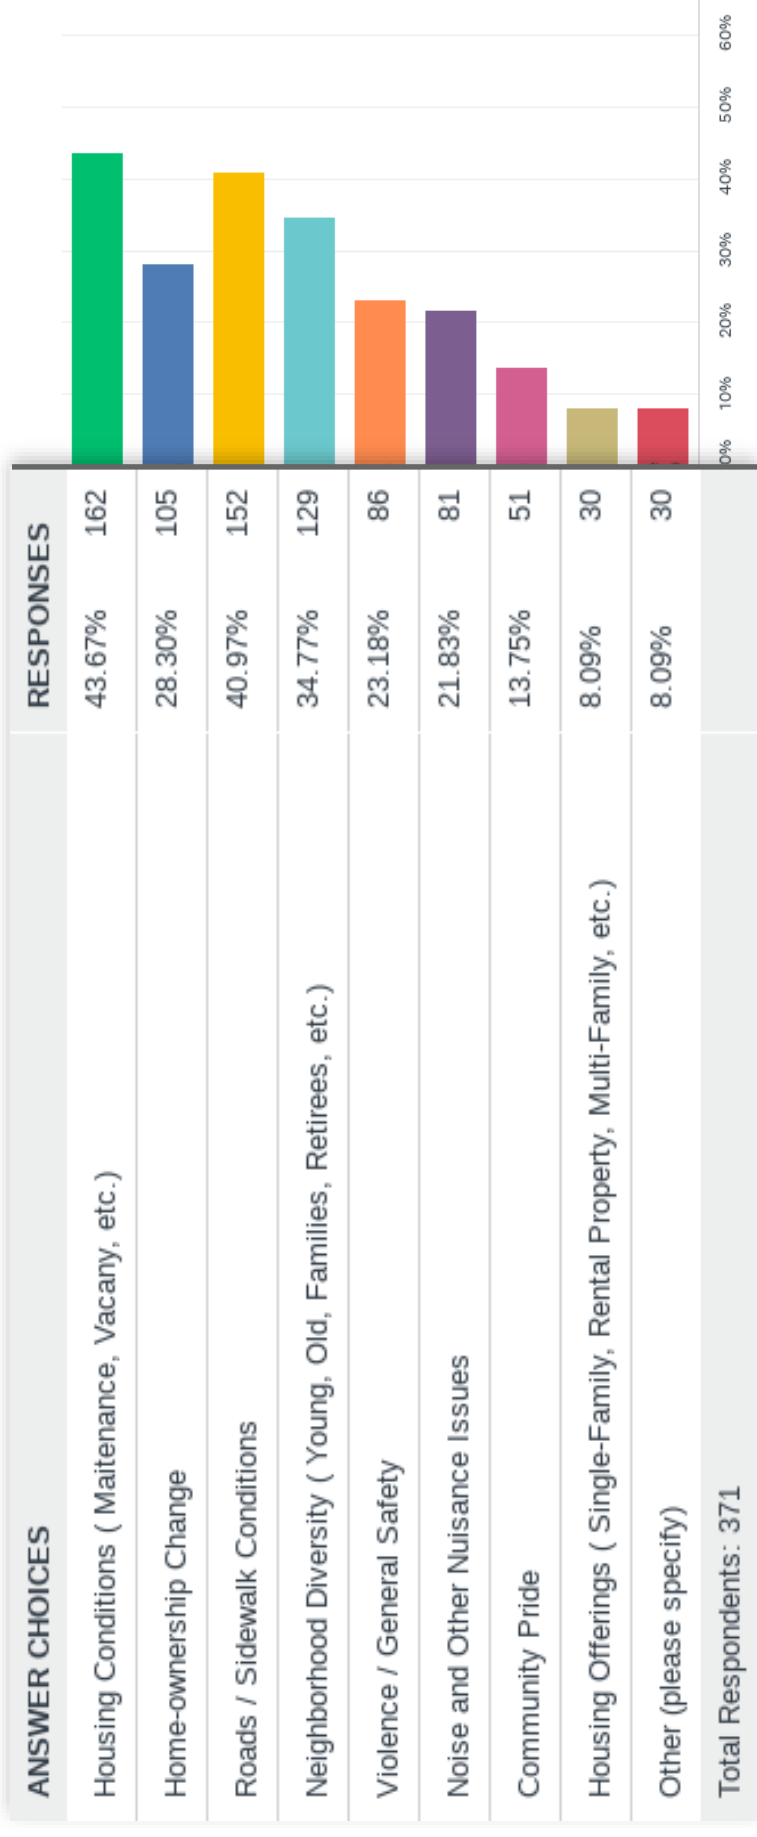 ANSWER CHOICES RESPONSES
Housing Conditions ( Maitenance, Vacany, etc.) 43.67% 162
Home-ownership Change 28.30% 105
Roads / Sidewalk Conditions 40.97% 152
Neighborhood Diversity ( Young, Old, Families, Retirees, etc.) 34.77% 129
Violence / General Safety 23.18% 86
Noise and Other Nuisance Issues 21.83% 81
Community Pride 13.75% 51
Housing Offerings ( Single-Family, Rental Property, Multi-Family, etc.) 8.09% 30
Other (please specify) 8.09% 30
Total Respondents: 371
0% 10% 20% 30% 40% 50% 60%